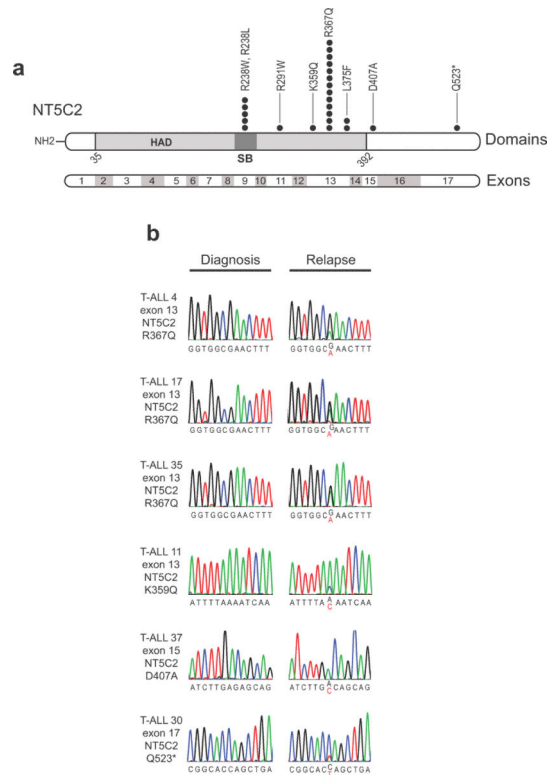 a
R238W, R238L
R291W
K359Q
R367Q
L375F
D407A
Q523*
NT5C2
NH2
HAD
Domains
35
SB
392
1 2 3 4 5 6 7 8 9 10 11 12 13 14 15 16 17
Exons
b
Diagnosis Relapse
T-ALL 4
exon 13
NT5C2
R367Q
GGTGGCGAACTTT GGTGGCGAACTTT
A
T-ALL 17
exon 13
NT5C2
R367Q
GGTGGCGAACTTT GGTGGCGAACTTT
A
T-ALL 35
exon 13
NT5C2
R367Q
GGTGGCGAACTTT GGTGGCGAACTTT
A
T-ALL 11
exon 13
NT5C2
K359Q
ATTTTAAAATCAA ATTTTAAAATCAA
C
T-ALL 37
exon 15
NT5C2
D407A
ATCTTGAGAGCAG ATCTTGACAGCAG
C
T-ALL 30
exon 17
NT5C2
Q523*
CGGCACCAGCTGA CGGCACCAGCTGA